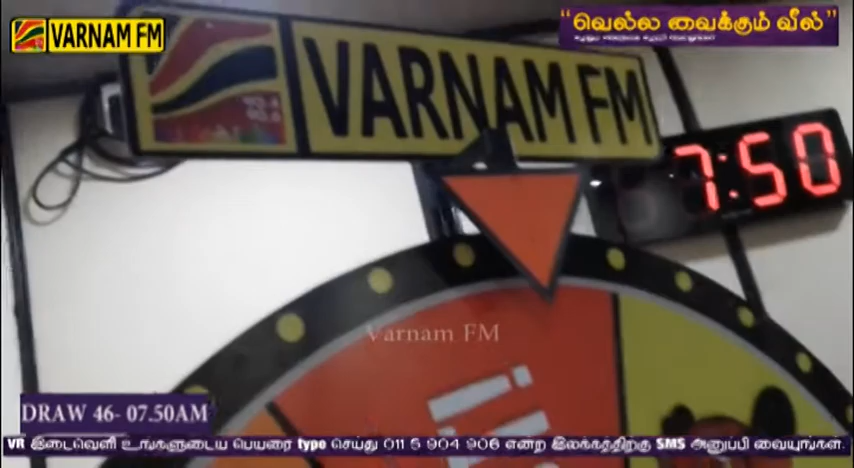 VARNAM FM
"வெல்ல வைக்கும் வீல்"
VARNAM FM
7:50
Varnam FM
DRAW 46- 07.50AM
VR இடைவெளி உங்களுடைய பெயரை type செய்து 011 5 904 906 என்ற இலக்கத்திற்கு SMS அனுப்பி வையுங்கள்.